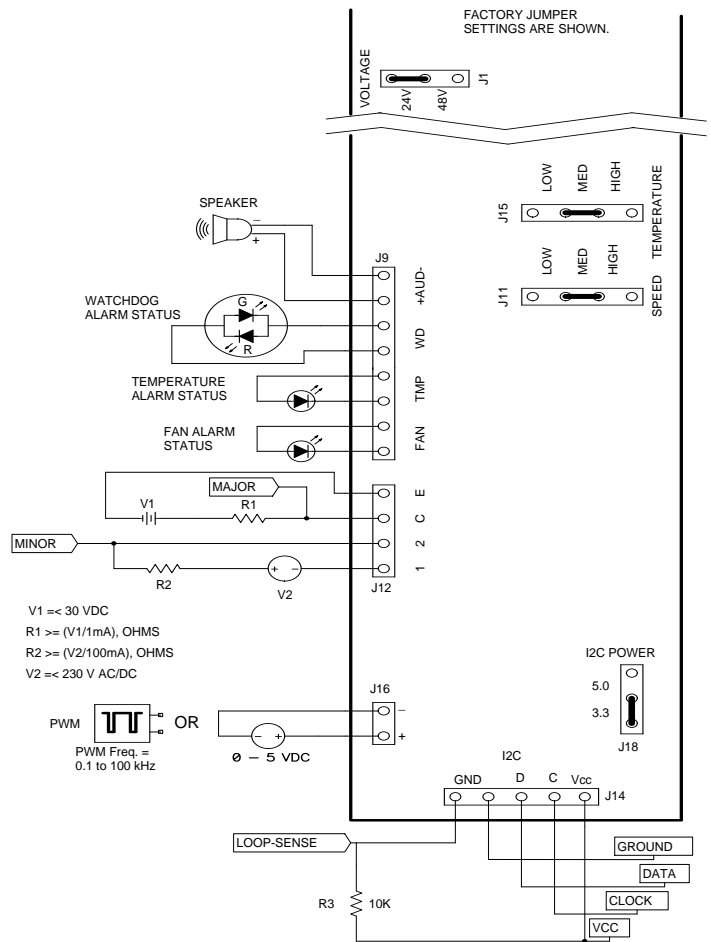 FACTORY JUMPER
SETTINGS ARE SHOWN.
VOLTAGE
24V
48V
J1
LOW
MED
HIGH
J15
TEMPERATURE
LOW
MED
HIGH
J11
SPEED
SPEAKER
−
+
J9
+AUD-
WATCHDOG
ALARM STATUS
G
R
WD
TEMPERATURE
ALARM STATUS
TMP
FAN ALARM
STATUS
FAN
MAJOR
V1
R1
E
C
MINOR
2
1
R2
+ −
V2
J12
V1 =< 30 VDC
R1 >= (V1/1mA), OHMS
R2 >= (V2/100mA), OHMS
V2 =< 230 V AC/DC
I2C POWER
5.0
3.3
J18
J16
−
+
PWM
OR
− +
0 − 5 VDC
PWM Freq. =
0.1 to 100 kHz
I2C
GND D C Vcc
J14
LOOP-SENSE
GROUND
DATA
R3 10K
CLOCK
VCC